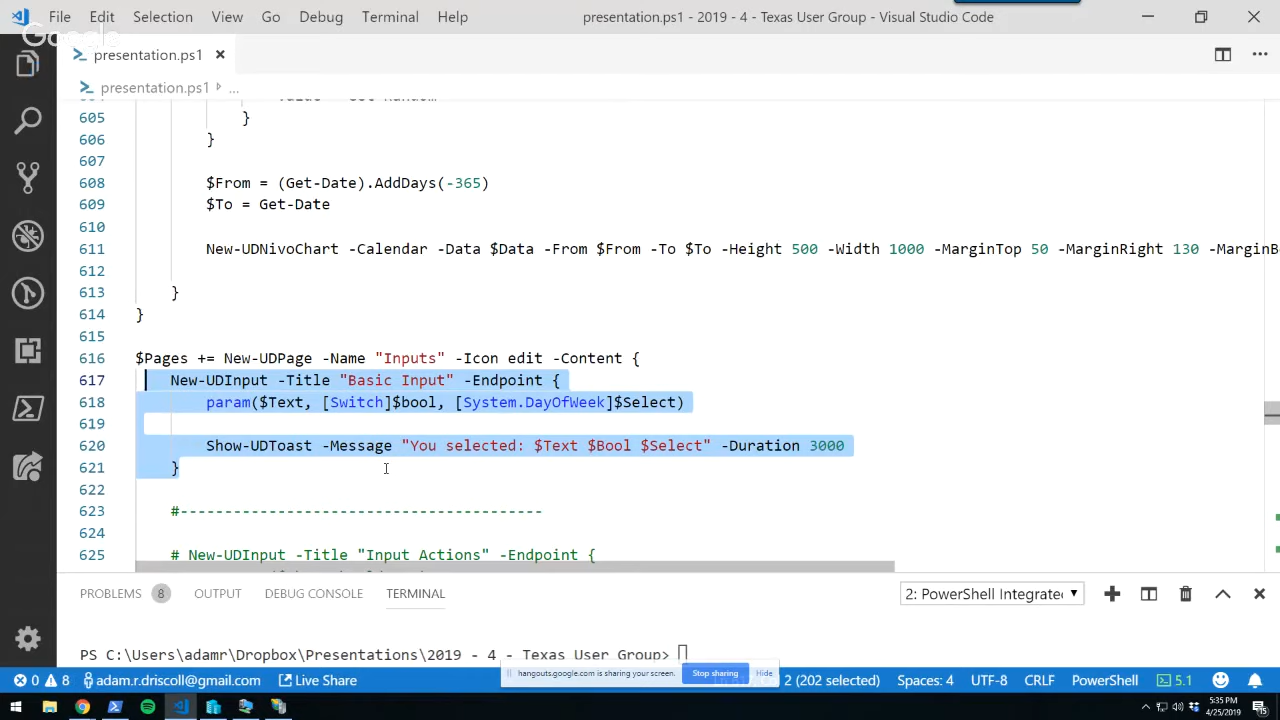 File Edit Selection View Go Debug Terminal Help presentation.ps1 - 2019 - 4 - Texas User Group - Visual Studio Code
Google
presentation.ps1 ×
presentation.ps1 › ...
605 }
606 }
607
608 $From = (Get-Date).AddDays(-365)
609 $To = Get-Date
610
611 New-UDNivoChart -Calendar -Data $Data -From $From -To $To -Height 500 -Width 1000 -MarginTop 50 -MarginRight 130 -MarginB
612
613 }
614 }
615
616 $Pages += New-UDPage -Name "Inputs" -Icon edit -Content {
617 New-UDInput -Title "Basic Input" -Endpoint {
618 param($Text, [Switch]$bool, [System.DayOfWeek]$Select)
619
620 Show-UDToast -Message "You selected: $Text $Bool $Select" -Duration 3000
621 }
622
623 #-----------------------------------------
624
625 # New-UDInput -Title "Input Actions" -Endpoint {
PROBLEMS 8 OUTPUT DEBUG CONSOLE TERMINAL 2: PowerShell Integrate
PS C:\Users\adamr\Dropbox\Presentations\2019 - 4 - Texas User Group>
hangouts.google.com is sharing your screen. Stop sharing Hide
0 8 adam.r.driscoll@gmail.com Live Share 2 (202 selected) Spaces: 4 UTF-8 CRLF PowerShell 5.1
5:35 PM
4/25/2019
15